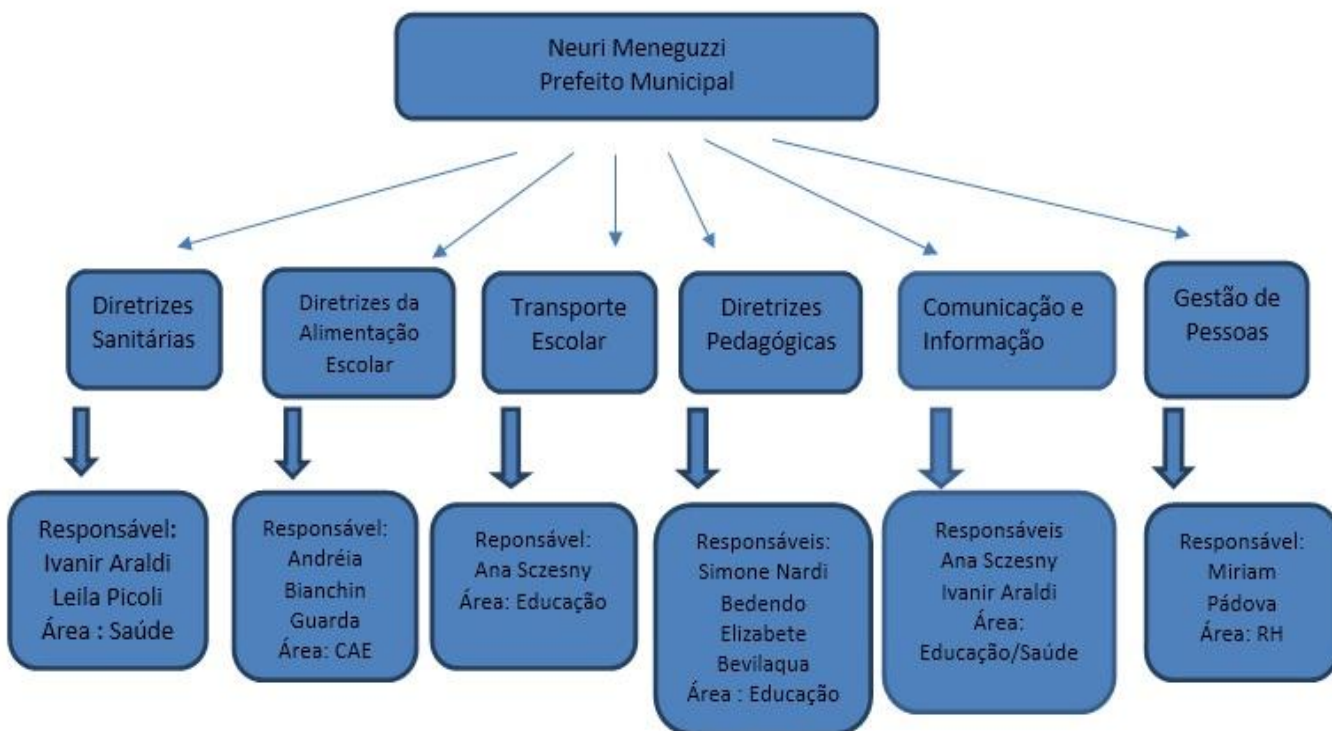 Neuri Meneguzzi
Prefeito Municipal
Diretrizes
Sanitárias
Diretrizes da
Alimentação
Escolar
Transporte
Escolar
Diretrizes
Pedagógicas
Comunicação e
Informação
Gestão de
Pessoas
Responsável:
Ivanir Araldi
Leila Picoli
Área : Saúde
Responsável:
Andréia
Bianchin
Guarda
Área: CAE
Reponsável:
Ana Sczesny
Área: Educação
Responsáveis:
Simone Nardi
Bedendo
Elizabete
Bevilaqua
Área : Educação
Responsáveis
Ana Sczesny
Ivanir Araldi
Área:
Educação/Saúde
Responsável:
Miriam
Pádova
Área: RH